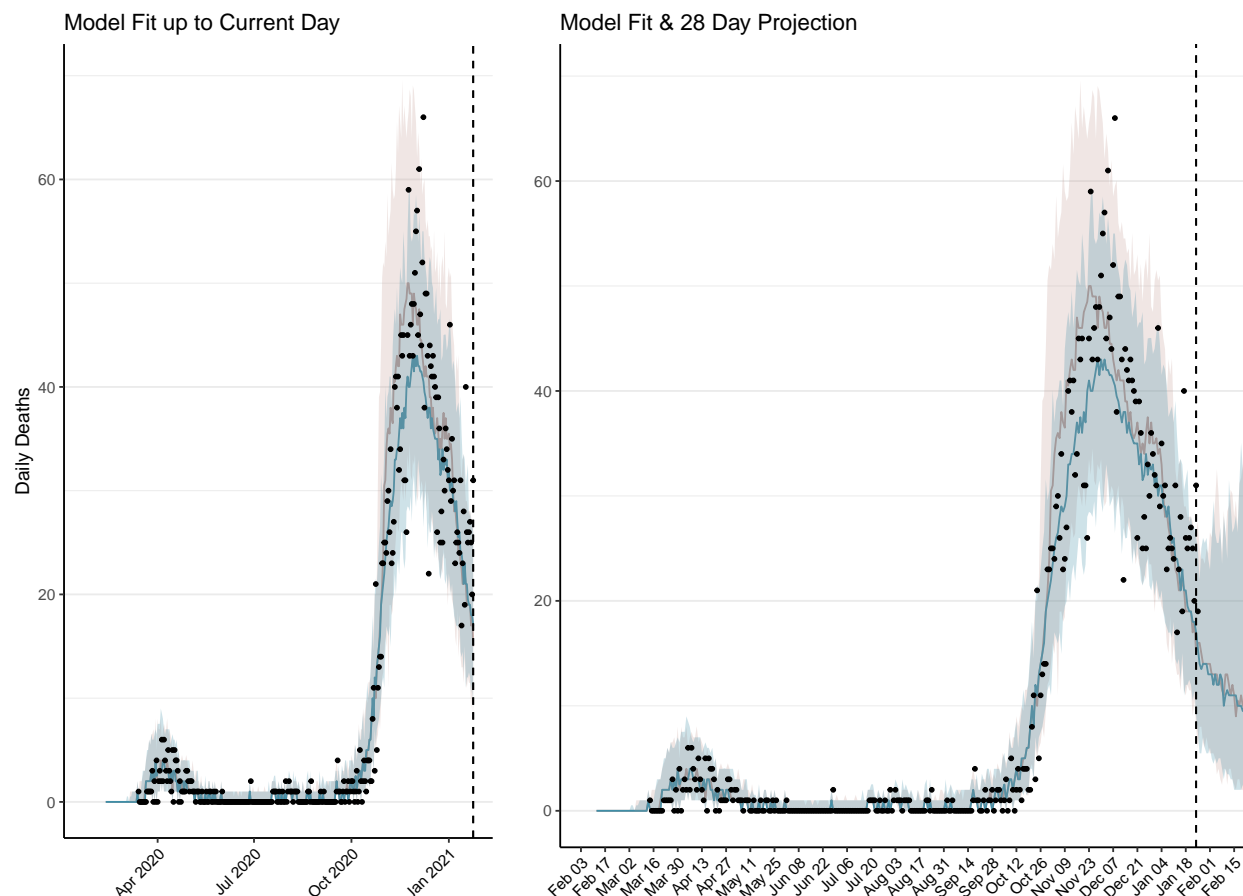 Model Fit up to Current Day
Daily Deaths
60
40
20
0
Apr 2020
Jul 2020
Oct 2020
Jan 2021
Model Fit & 28 Day Projection
60
40
20
0
Feb 03
Feb 17
Mar 02
Mar 16
Mar 30
Apr 13
Apr 27
May 11
May 25
Jun 08
Jun 22
Jul 06
Jul 20
Aug 03
Aug 17
Aug 31
Sep 14
Sep 28
Oct 12
Oct 26
Nov 09
Nov 23
Dec 07
Dec 21
Jan 04
Jan 18
Feb 01
Feb 15